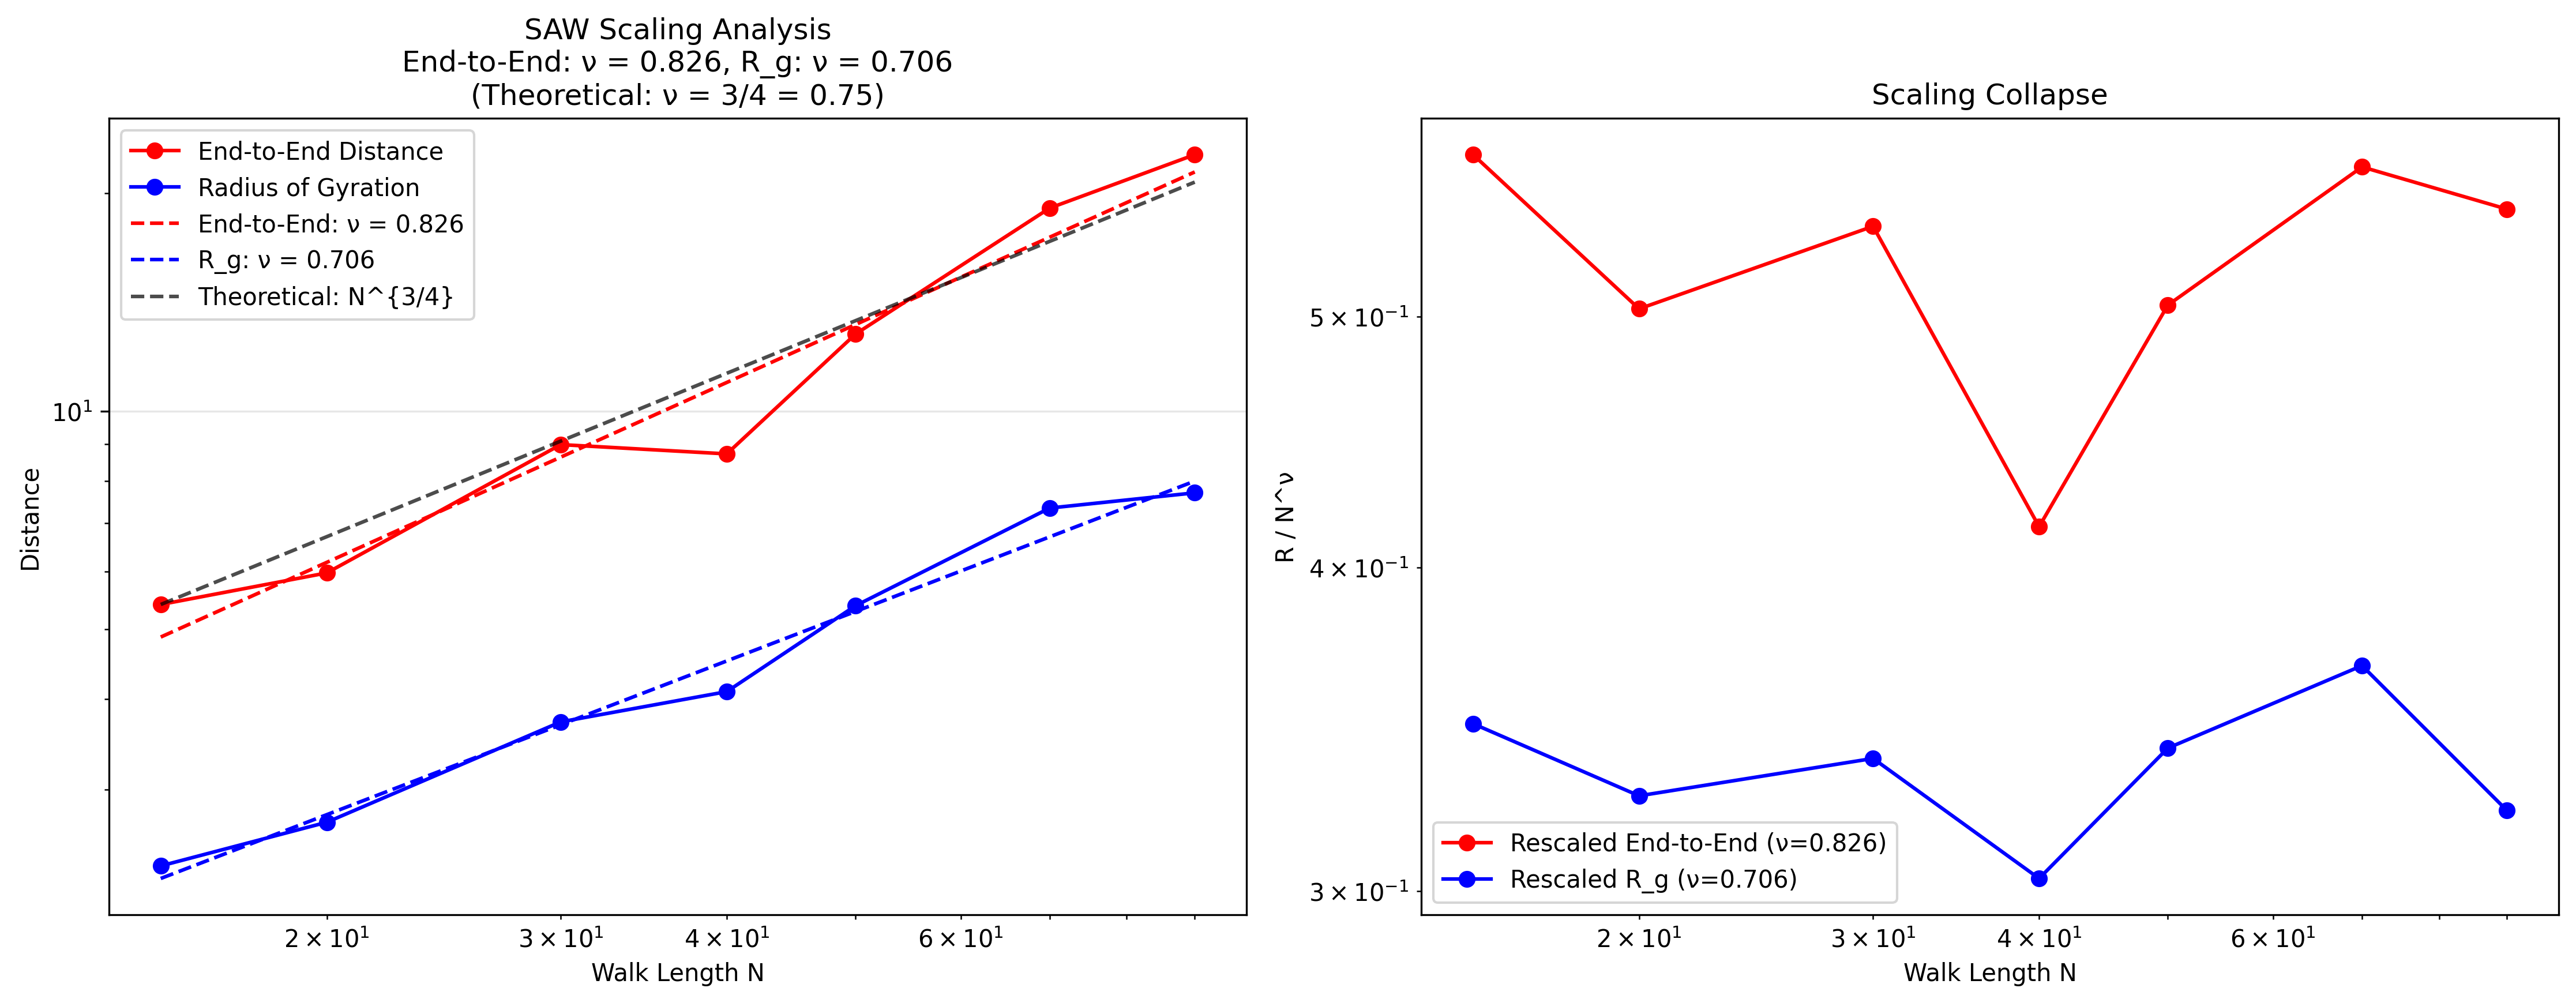 SAW Scaling Analysis
End-to-End: ν = 0.826, R_g: ν = 0.706
(Theoretical: ν = 3/4 = 0.75)
End-to-End Distance
Radius of Gyration
End-to-End: ν = 0.826
R_g: ν = 0.706
Theoretical: N^{3/4}
10¹
Distance
2 × 10¹
3 × 10¹
4 × 10¹
6 × 10¹
Walk Length N
Scaling Collapse
5 × 10⁻¹
4 × 10⁻¹
3 × 10⁻¹
R / N^ν
Rescaled End-to-End (ν=0.826)
Rescaled R_g (ν=0.706)
2 × 10¹
3 × 10¹
4 × 10¹
6 × 10¹
Walk Length N